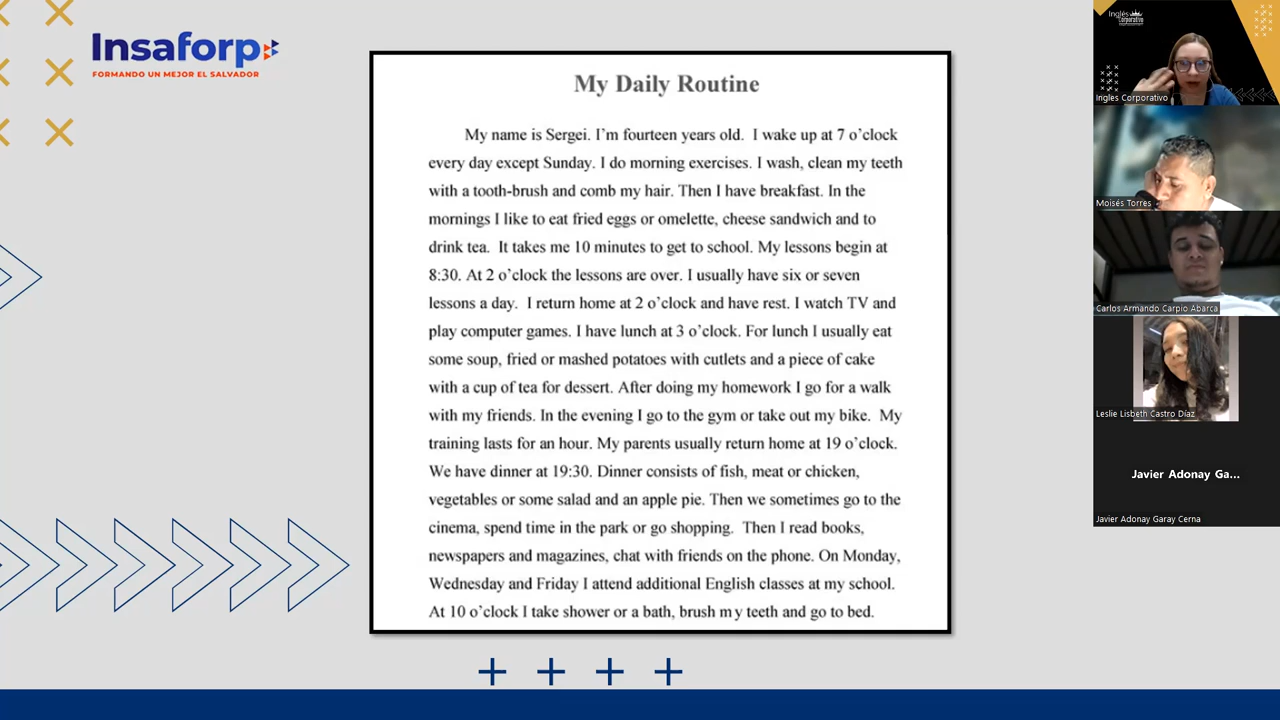 Insaforp
FORMANDO UN MEJOR EL SALVADOR
My Daily Routine
My name is Sergei. I'm fourteen years old. I wake up at 7 o'clock
every day except Sunday. I do morning exercises. I wash, clean my teeth
with a tooth-brush and comb my hair. Then I have breakfast. In the
mornings I like to eat fried eggs or omelette, cheese sandwich and to
drink tea. It takes me 10 minutes to get to school. My lessons begin at
8:30. At 2 o'clock the lessons are over. I usually have six or seven
lessons a day. I return home at 2 o'clock and have rest. I watch TV and
play computer games. I have lunch at 3 o'clock. For lunch I usually eat
some soup, fried or mashed potatoes with cutlets and a piece of cake
with a cup of tea for dessert. After doing my homework I go for a walk
with my friends. In the evening I go to the gym or take out my bike. My
training lasts for an hour. My parents usually return home at 19 o'clock.
We have dinner at 19:30. Dinner consists of fish, meat or chicken,
vegetables or some salad and an apple pie. Then we sometimes go to the
cinema, spend time in the park or go shopping. Then I read books,
newspapers and magazines, chat with friends on the phone. On Monday,
Wednesday and Friday I attend additional English classes at my school.
At 10 o'clock I take shower or a bath, brush my teeth and go to bed.
Inglés
Corporativo
Ingles Corporativo
Moisés Torres
Carlos Armando Carpio Abarca
Leslie Lisbeth Castro Díaz
Javier Adonay Ga...
Javier Adonay Garay Cerna